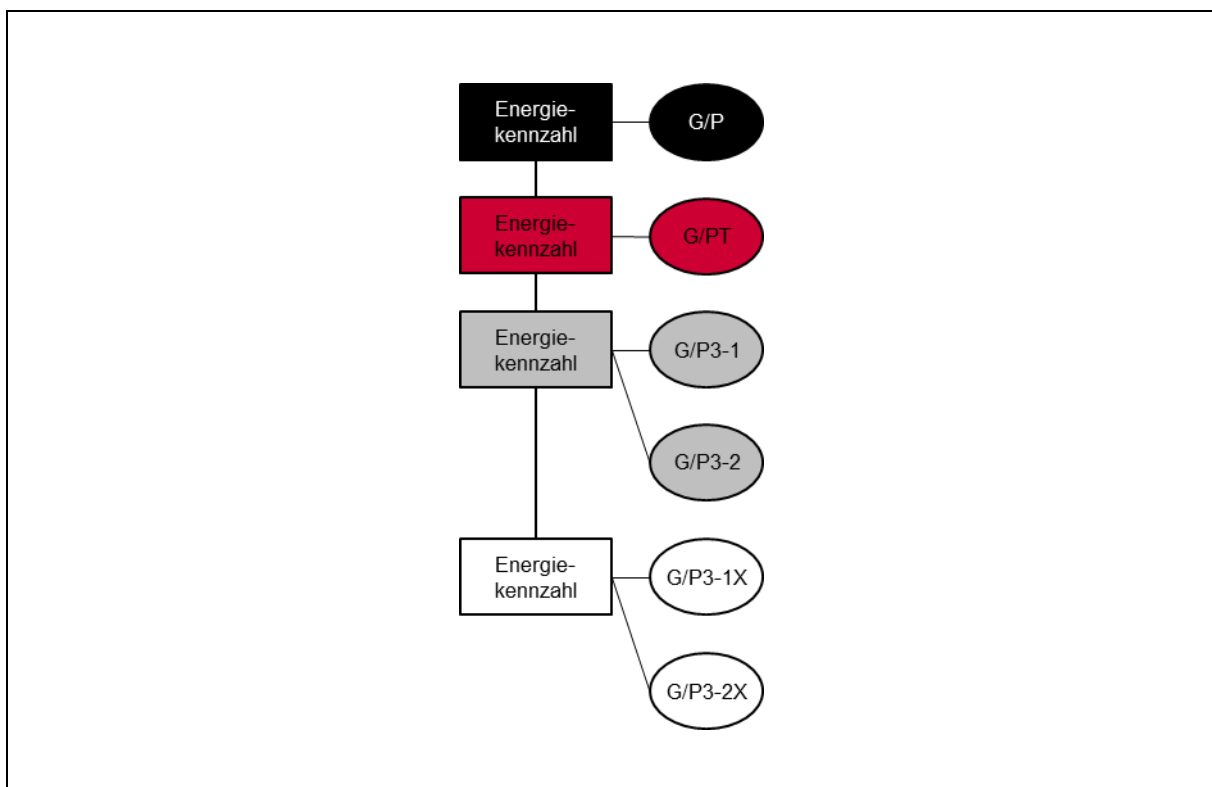 Energie-
kennzahl
G/P
Energie-
kennzahl
G/PT
Energie-
kennzahl
G/P3-1
G/P3-2
Energie-
kennzahl
G/P3-1X
G/P3-2X